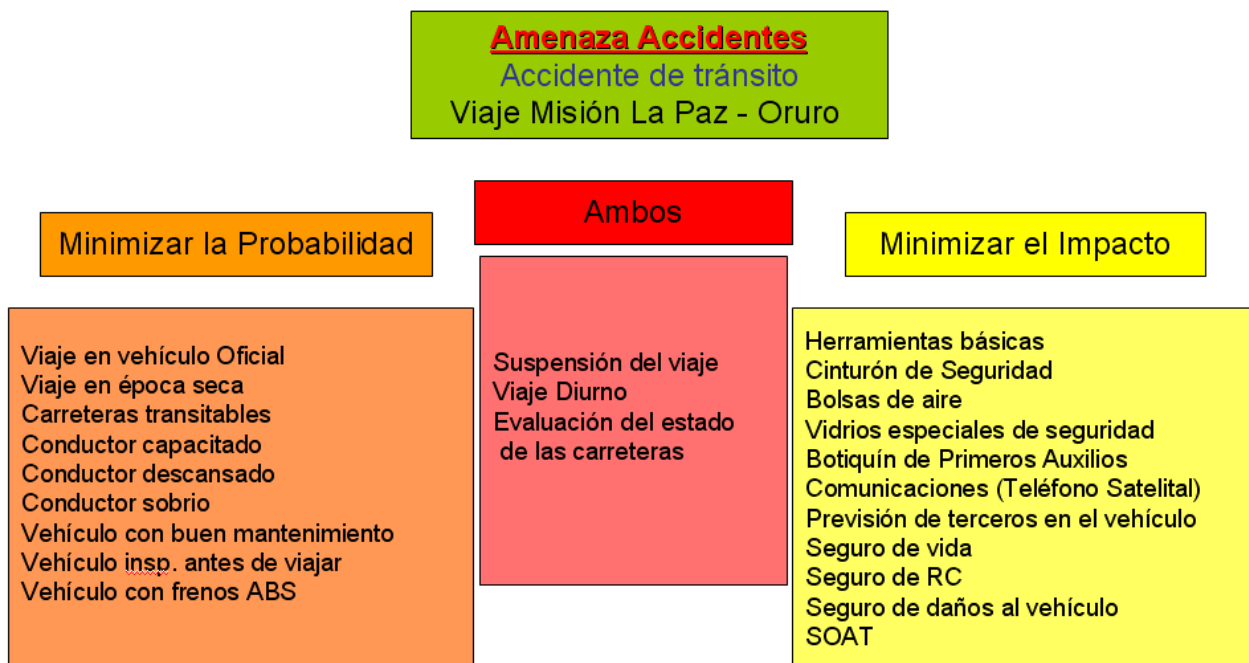 Amenaza Accidentes
Accidente de tránsito
Viaje Misión La Paz - Oruro
Minimizar la Probabilidad
Viaje en vehículo Oficial
Viaje en época seca
Carreteras transitables
Conductor capacitado
Conductor descansado
Conductor sobrio
Vehículo con buen mantenimiento
Vehículo insp. antes de viajar
Vehículo con frenos ABS
Ambos
Suspensión del viaje
Viaje Diurno
Evaluación del estado
de las carreteras
Minimizar el Impacto
Herramientas básicas
Cinturón de Seguridad
Bolsas de aire
Vidrios especiales de seguridad
Botiquín de Primeros Auxilios
Comunicaciones (Teléfono Satelital)
Previsión de terceros en el vehículo
Seguro de vida
Seguro de RC
Seguro de daños al vehículo
SOAT